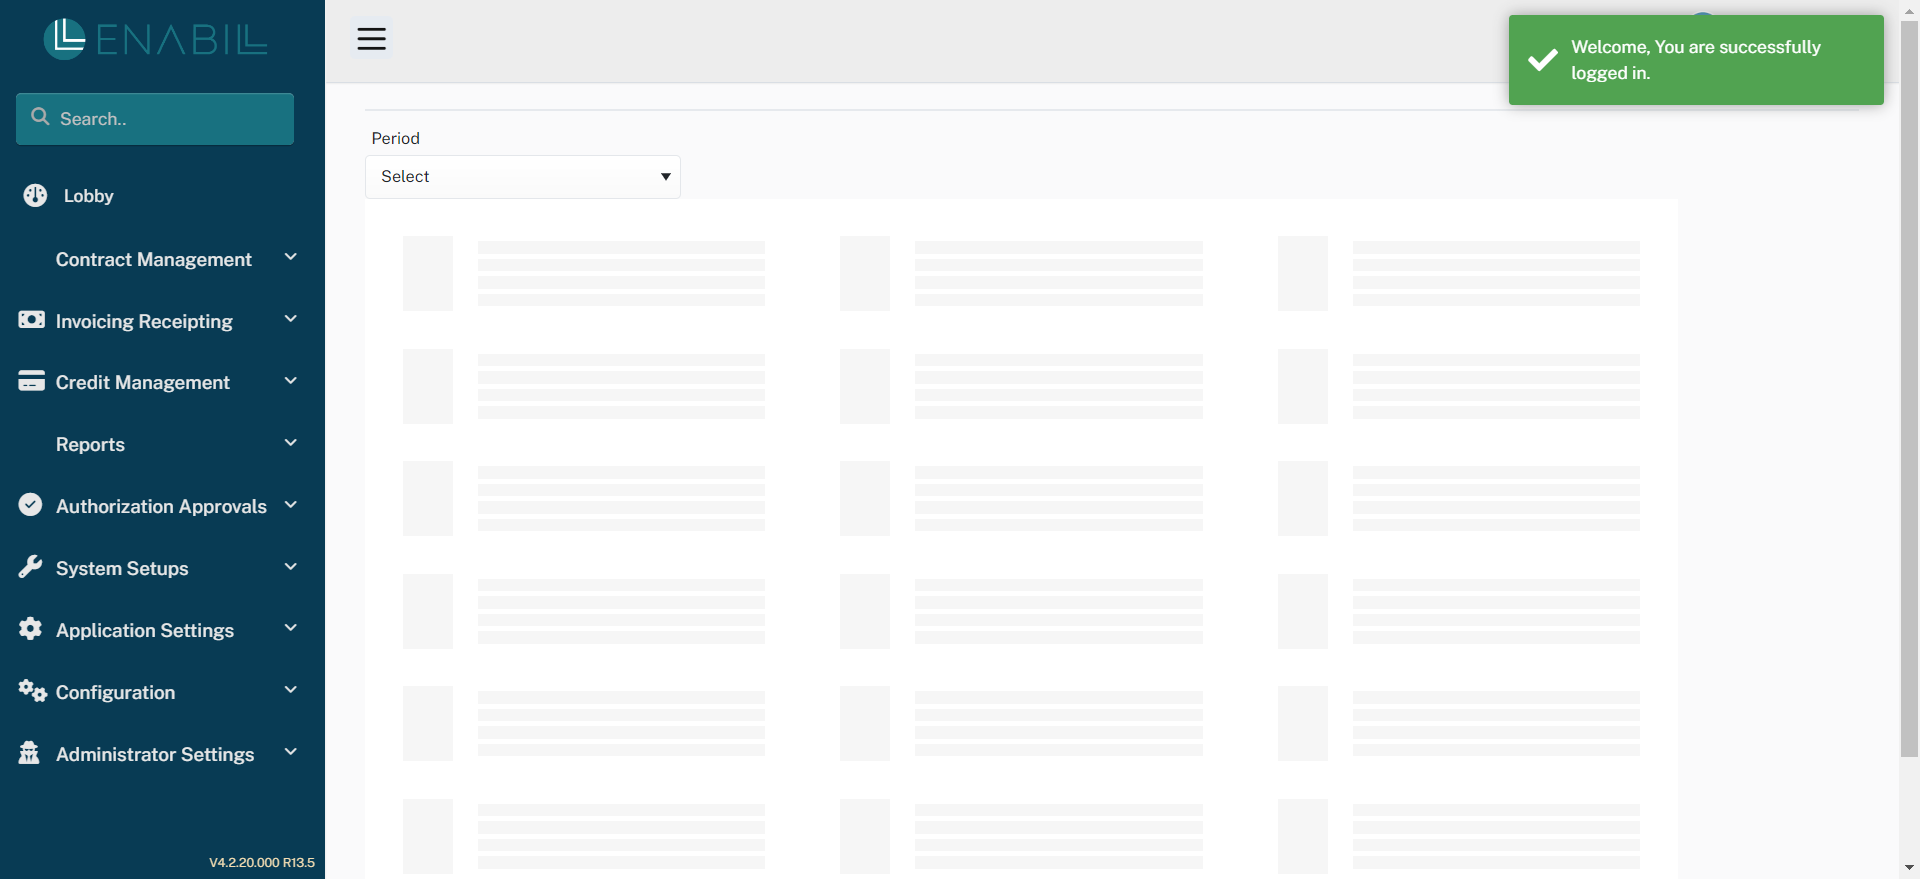 ENABILL
Search..
Lobby
Contract Management
Invoicing Receipting
Credit Management
Reports
Authorization Approvals
System Setups
Application Settings
Configuration
Administrator Settings
V4.2.20.000 R13.5
Welcome, You are successfully
logged in.
Period
Select